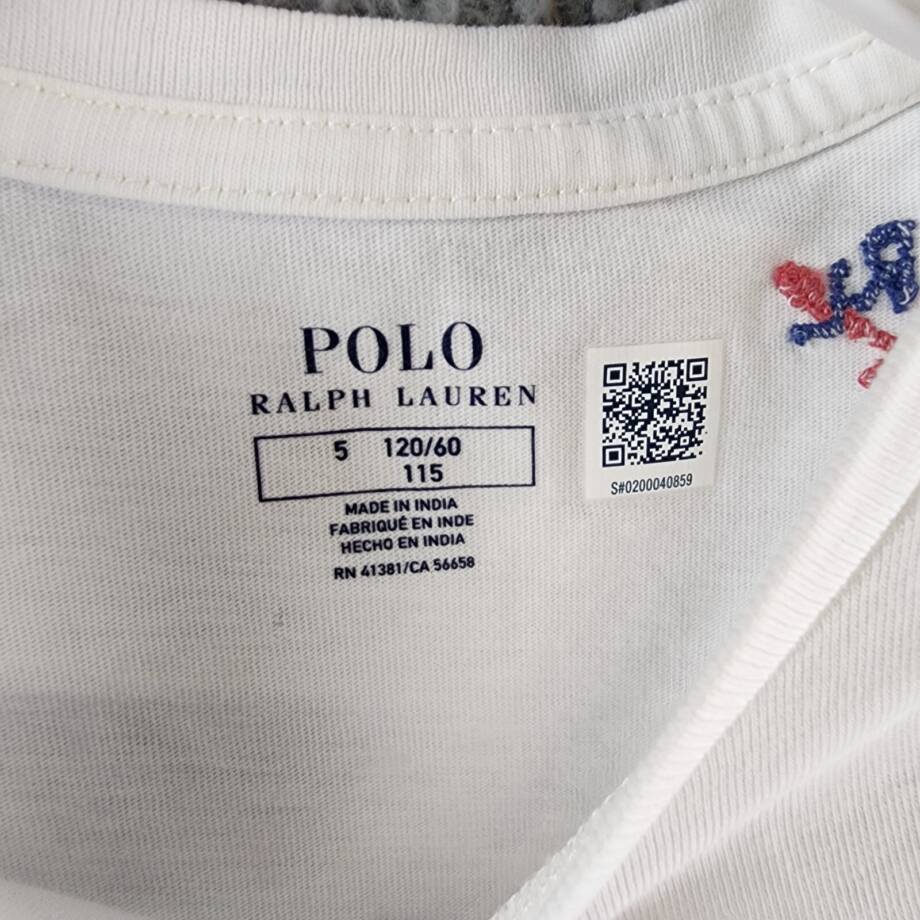 POLO
RALPH LAUREN
5 120/60
115
MADE IN INDIA
FABRIQUÉ EN INDE
HECHO EN INDIA
RN 41381/CA 56658
S#0200040859